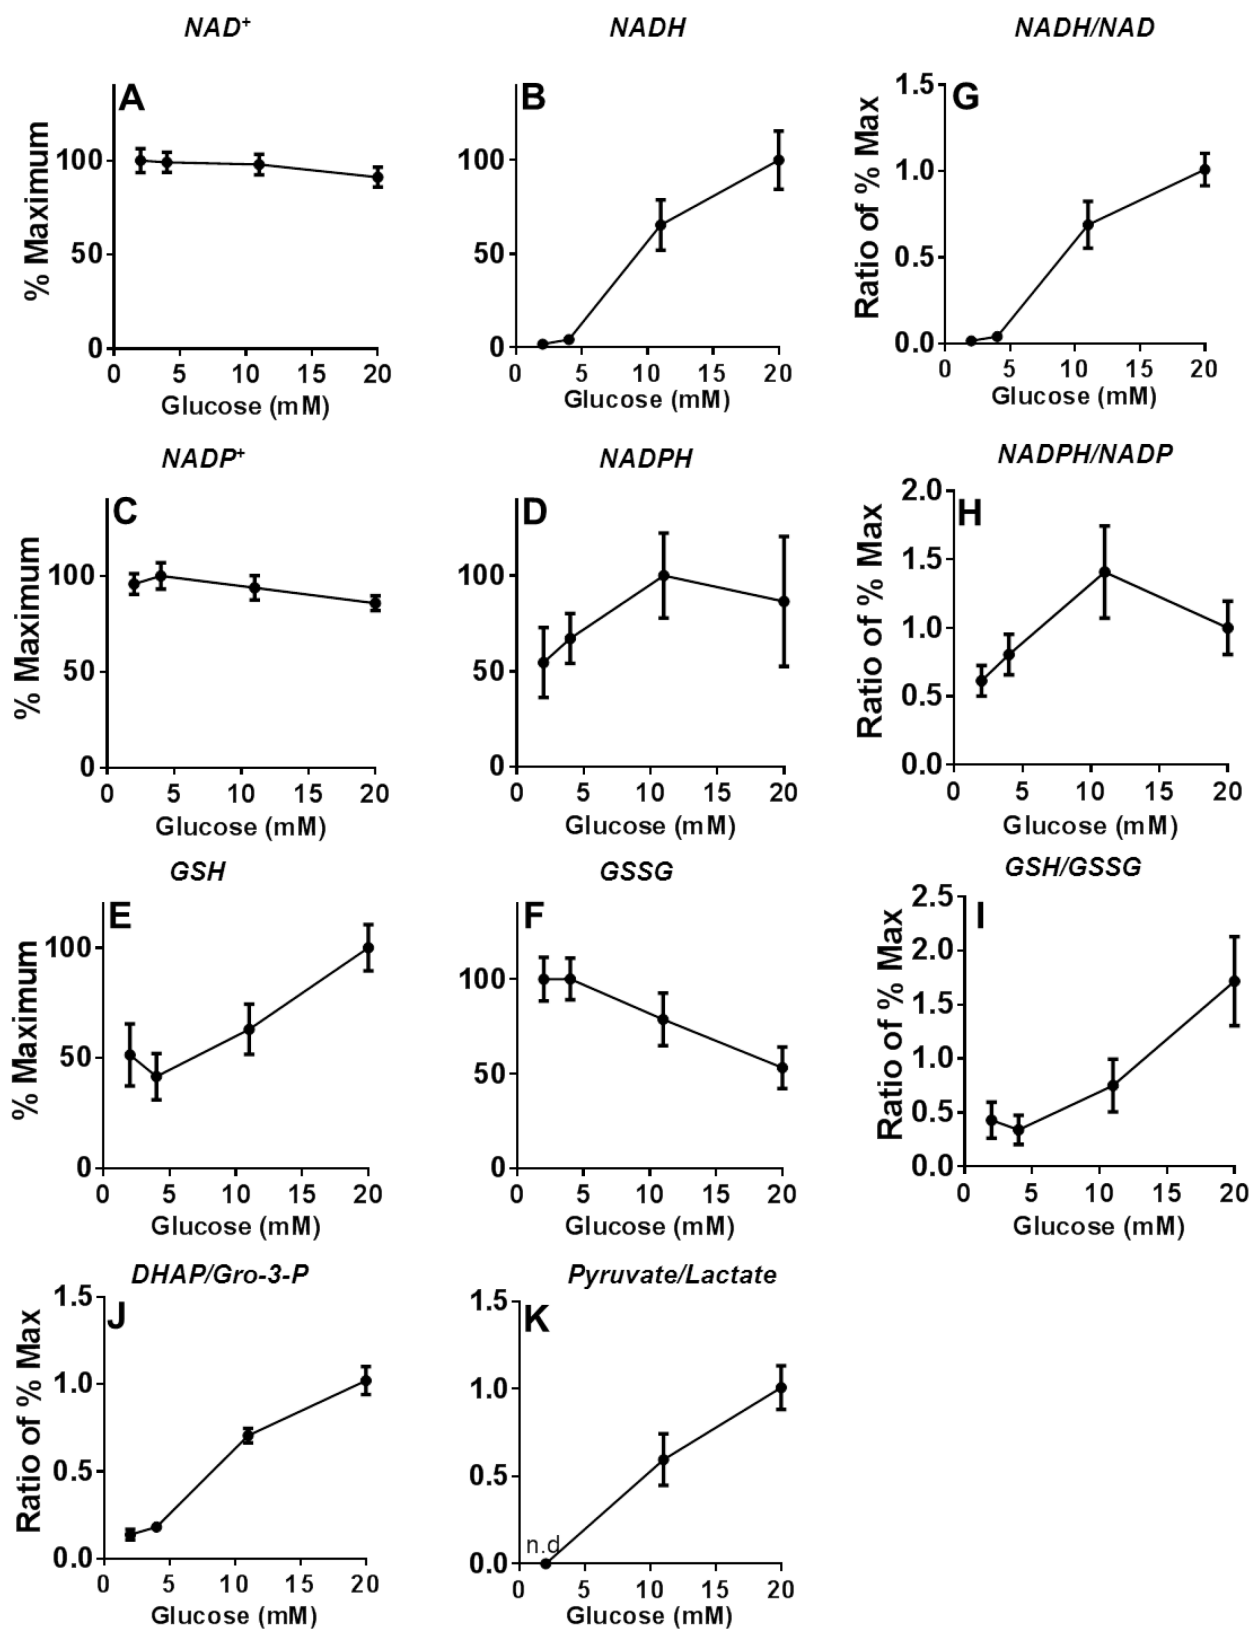 NAD⁺
A
% Maximum
100
50
0
0 5 10 15 20
Glucose (mM)
NADH
B
100
50
0
0 5 10 15 20
Glucose (mM)
NADH/NAD
G
Ratio of % Max
1.5
1.0
0.5
0.0
0 5 10 15 20
Glucose (mM)
NADP⁺
C
% Maximum
100
50
0
0 5 10 15 20
Glucose (mM)
NADPH
D
100
50
0
0 5 10 15 20
Glucose (mM)
NADPH/NADP
H
Ratio of % Max
2.0
1.5
1.0
0.5
0.0
0 5 10 15 20
Glucose (mM)
GSH
E
% Maximum
100
50
0
0 5 10 15 20
Glucose (mM)
GSSG
F
100
50
0
0 5 10 15 20
Glucose (mM)
GSH/GSSG
I
Ratio of % Max
2.5
2.0
1.5
1.0
0.5
0.0
0 5 10 15 20
Glucose (mM)
DHAP/Gro-3-P
J
Ratio of % Max
1.5
1.0
0.5
0.0
0 5 10 15 20
Glucose (mM)
Pyruvate/Lactate
K
1.5
1.0
0.5
0.0
n.d
0 5 10 15 20
Glucose (mM)